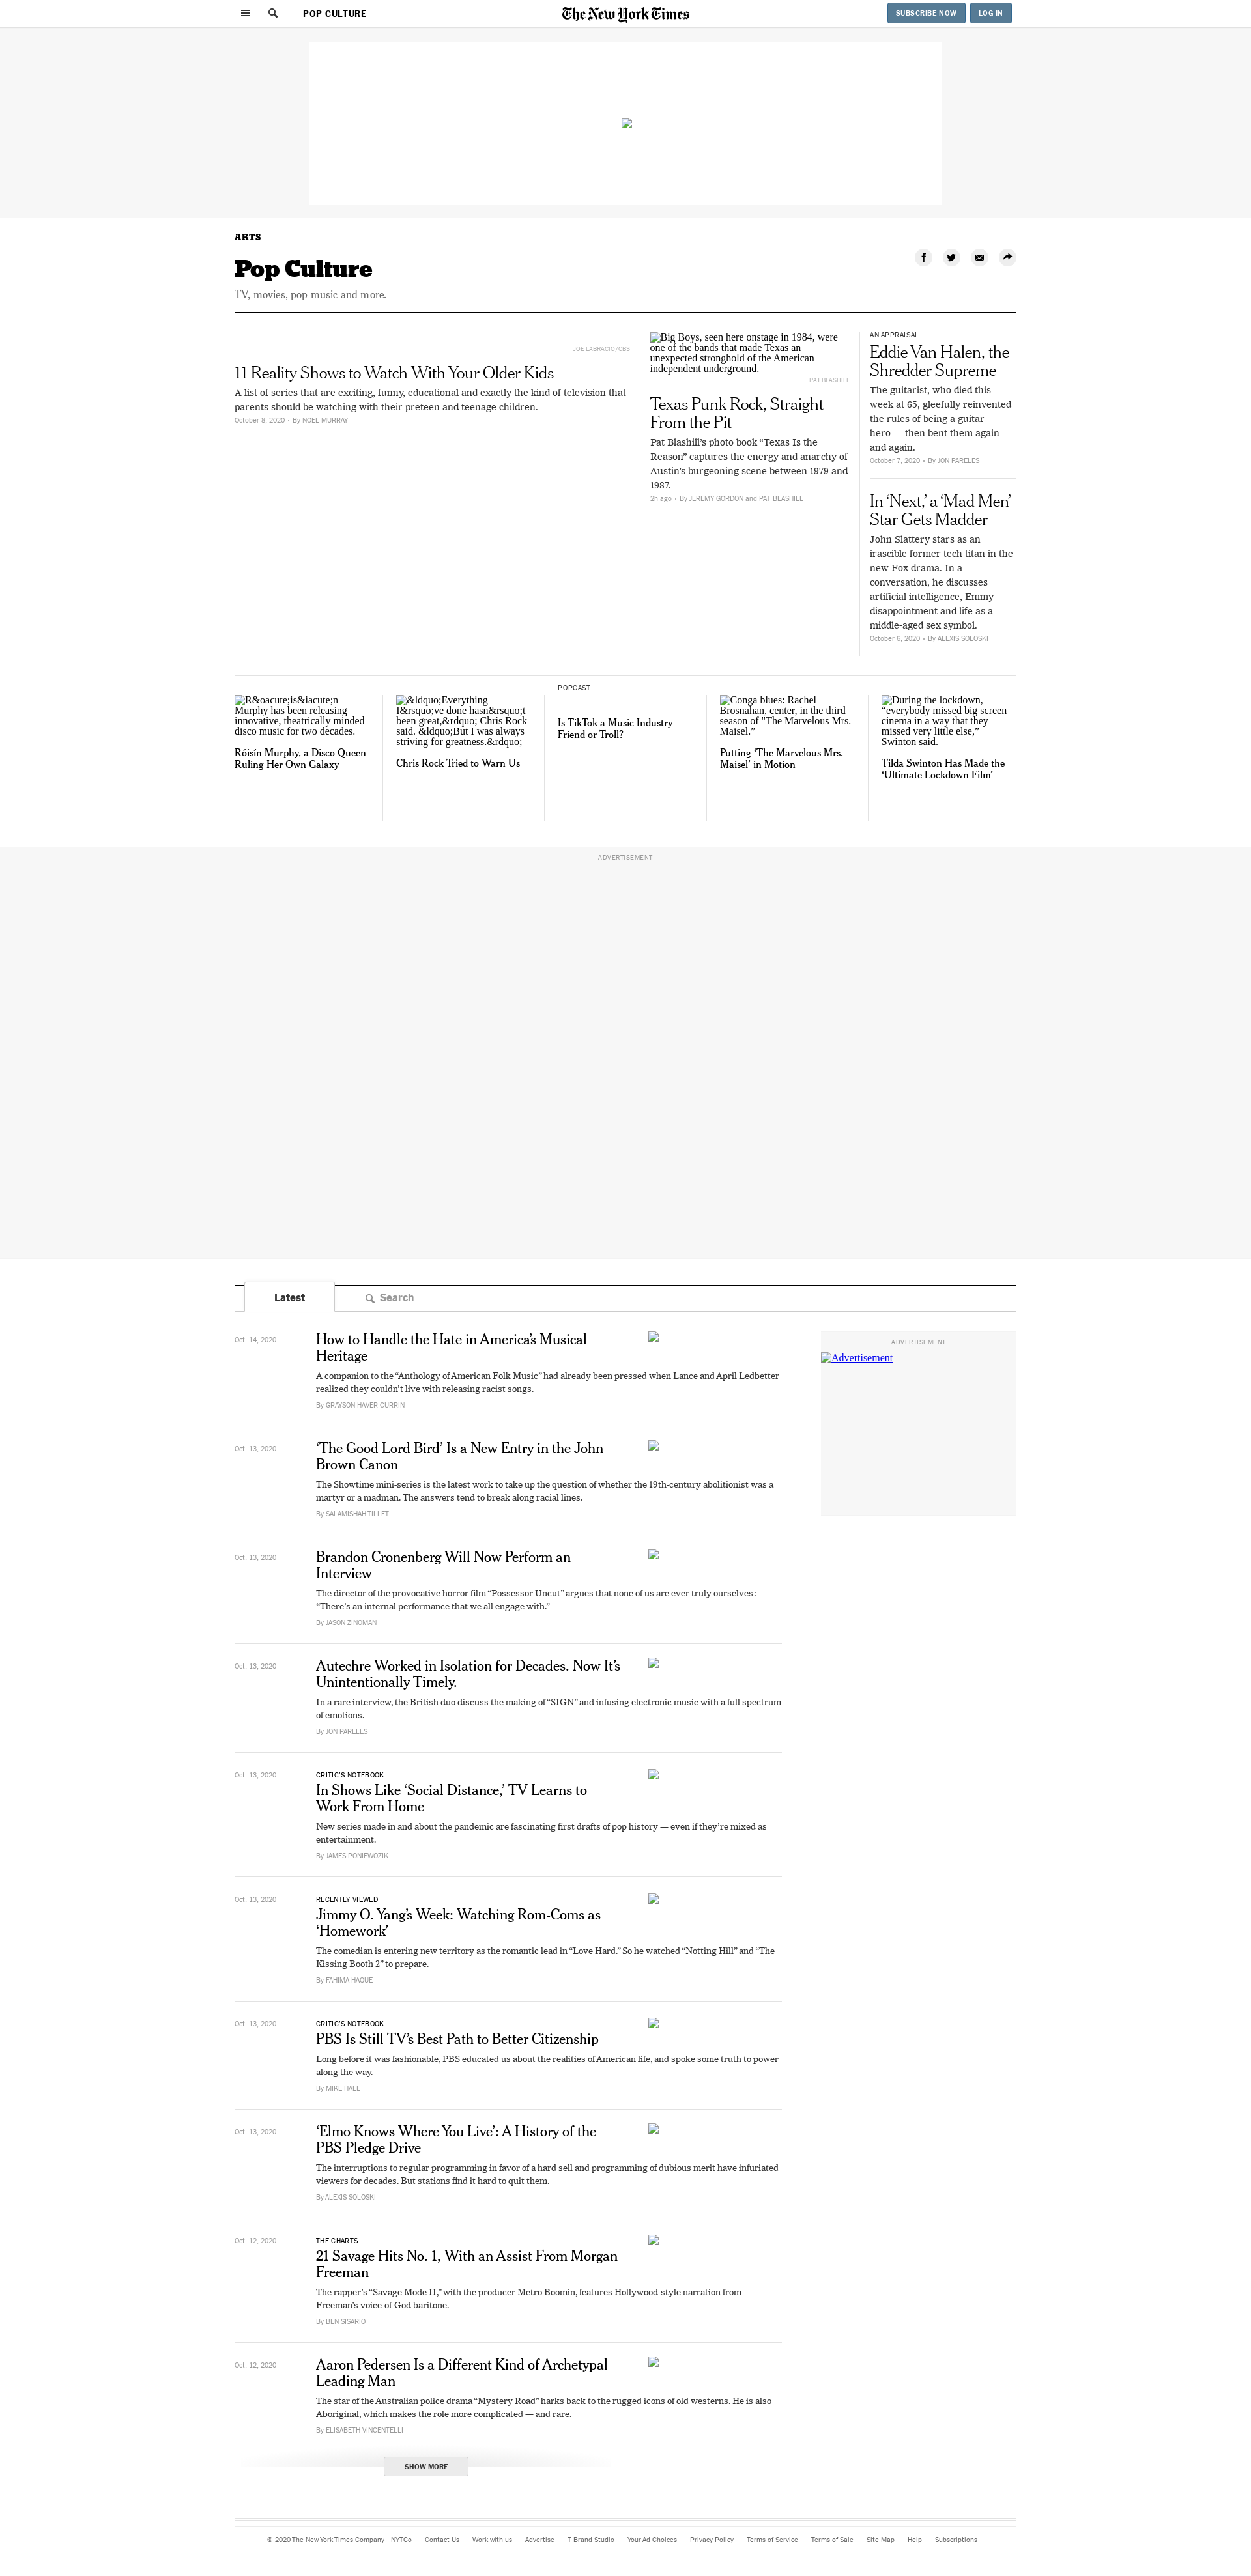 POP CULTURE
The New York Times
SUBSCRIBE NOW
LOG IN
ARTS
Pop Culture
TV, movies, pop music and more.
JOE LABRACIO/CBS
11 Reality Shows to Watch With Your Older Kids
A list of series that are exciting, funny, educational and exactly the kind of television that
parents should be watching with their preteen and teenage children.
October 8, 2020 • By NOEL MURRAY
Big Boys, seen here onstage in 1984, were
one of the bands that made Texas an
unexpected stronghold of the American
independent underground.
PAT BLASHILL
Texas Punk Rock, Straight
From the Pit
Pat Blashill's photo book “Texas Is the
Reason” captures the energy and anarchy of
Austin's burgeoning scene between 1979 and
1987.
2h ago • By JEREMY GORDON and PAT BLASHILL
AN APPRAISAL
Eddie Van Halen, the
Shredder Supreme
The guitarist, who died this
week at 65, gleefully reinvented
the rules of being a guitar
hero — then bent them again
and again.
October 7, 2020 • By JON PARELES
In ‘Next,’ a ‘Mad Men’
Star Gets Madder
John Slattery stars as an
irascible former tech titan in the
new Fox drama. In a
conversation, he discusses
artificial intelligence, Emmy
disappointment and life as a
middle-aged sex symbol.
October 6, 2020 • By ALEXIS SOLOSKI
R&oacute;is&iacute;n
Murphy has been releasing
innovative, theatrically minded
disco music for two decades.
Róisín Murphy, a Disco Queen
Ruling Her Own Galaxy
&ldquo;Everything
I&rsquo;ve done hasn&rsquo;t
been great,&rdquo; Chris Rock
said. &ldquo;But I was always
striving for greatness.&rdquo;
Chris Rock Tried to Warn Us
POPCAST
Is TikTok a Music Industry
Friend or Troll?
Conga blues: Rachel
Brosnahan, center, in the third
season of "The Marvelous Mrs.
Maisel.”
Putting ‘The Marvelous Mrs.
Maisel’ in Motion
During the lockdown,
“everybody missed big screen
cinema in a way that they
missed very little else,”
Swinton said.
Tilda Swinton Has Made the
‘Ultimate Lockdown Film’
ADVERTISEMENT
Latest
Search
Oct. 14, 2020
How to Handle the Hate in America’s Musical
Heritage
A companion to the “Anthology of American Folk Music” had already been pressed when Lance and April Ledbetter
realized they couldn’t live with releasing racist songs.
By GRAYSON HAVER CURRIN
ADVERTISEMENT
Advertisement
Oct. 13, 2020
‘The Good Lord Bird’ Is a New Entry in the John
Brown Canon
The Showtime mini-series is the latest work to take up the question of whether the 19th-century abolitionist was a
martyr or a madman. The answers tend to break along racial lines.
By SALAMISHAH TILLET
Oct. 13, 2020
Brandon Cronenberg Will Now Perform an
Interview
The director of the provocative horror film “Possessor Uncut” argues that none of us are ever truly ourselves:
“There’s an internal performance that we all engage with.”
By JASON ZINOMAN
Oct. 13, 2020
Autechre Worked in Isolation for Decades. Now It’s
Unintentionally Timely.
In a rare interview, the British duo discuss the making of “SIGN” and infusing electronic music with a full spectrum
of emotions.
By JON PARELES
Oct. 13, 2020
CRITIC’S NOTEBOOK
In Shows Like ‘Social Distance,’ TV Learns to
Work From Home
New series made in and about the pandemic are fascinating first drafts of pop history — even if they’re mixed as
entertainment.
By JAMES PONIEWOZIK
Oct. 13, 2020
RECENTLY VIEWED
Jimmy O. Yang’s Week: Watching Rom-Coms as
‘Homework’
The comedian is entering new territory as the romantic lead in “Love Hard.” So he watched “Notting Hill” and “The
Kissing Booth 2” to prepare.
By FAHIMA HAQUE
Oct. 13, 2020
CRITIC’S NOTEBOOK
PBS Is Still TV’s Best Path to Better Citizenship
Long before it was fashionable, PBS educated us about the realities of American life, and spoke some truth to power
along the way.
By MIKE HALE
Oct. 13, 2020
‘Elmo Knows Where You Live’: A History of the
PBS Pledge Drive
The interruptions to regular programming in favor of a hard sell and programming of dubious merit have infuriated
viewers for decades. But stations find it hard to quit them.
By ALEXIS SOLOSKI
Oct. 12, 2020
THE CHARTS
21 Savage Hits No. 1, With an Assist From Morgan
Freeman
The rapper’s “Savage Mode II,” with the producer Metro Boomin, features Hollywood-style narration from
Freeman’s voice-of-God baritone.
By BEN SISARIO
Oct. 12, 2020
Aaron Pedersen Is a Different Kind of Archetypal
Leading Man
The star of the Australian police drama “Mystery Road” harks back to the rugged icons of old westerns. He is also
Aboriginal, which makes the role more complicated — and rare.
By ELISABETH VINCENTELLI
SHOW MORE
© 2020 The New York Times Company NYTCo Contact Us Work with us Advertise T Brand Studio Your Ad Choices Privacy Policy Terms of Service Terms of Sale Site Map Help Subscriptions